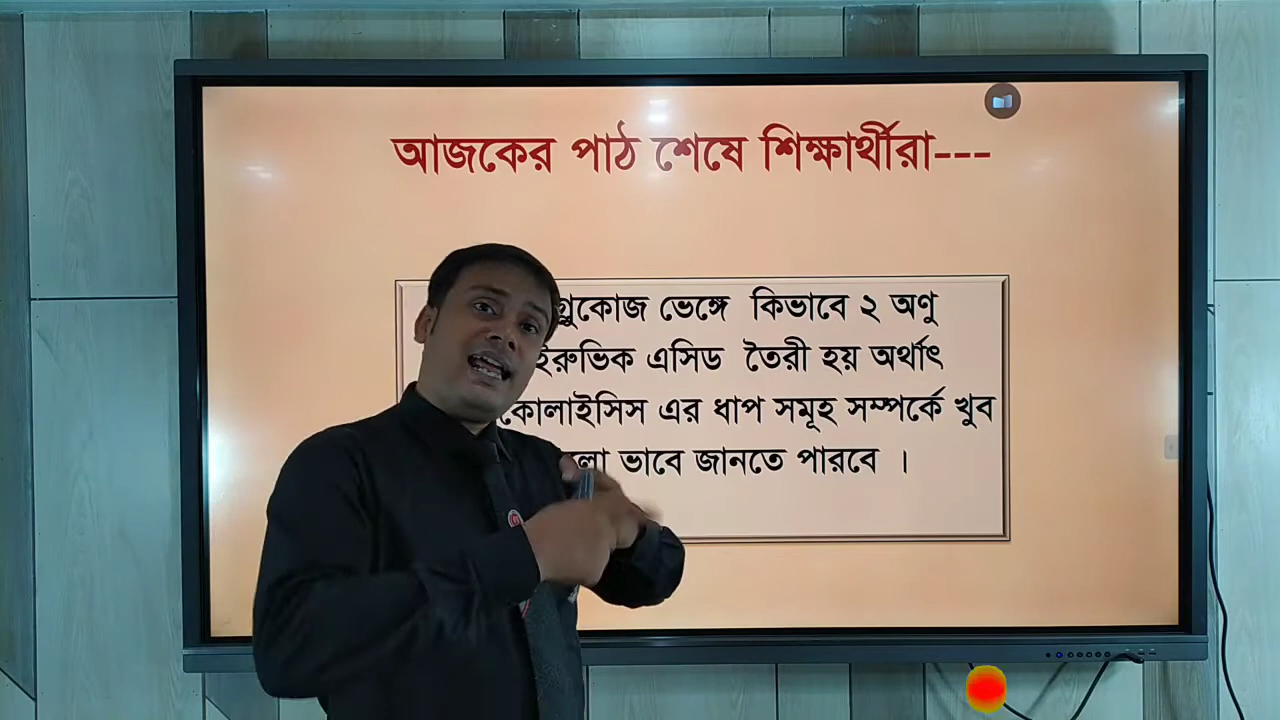 আজকের পাঠ শেষে শিক্ষার্থীরা---
ভেঙ্গে কিভাবে ২ অণু
এসিড তৈরী হয় অর্থাৎ
এর ধাপ সমূহ সম্পর্কে খুব
ভাবে জানতে পারবে ।